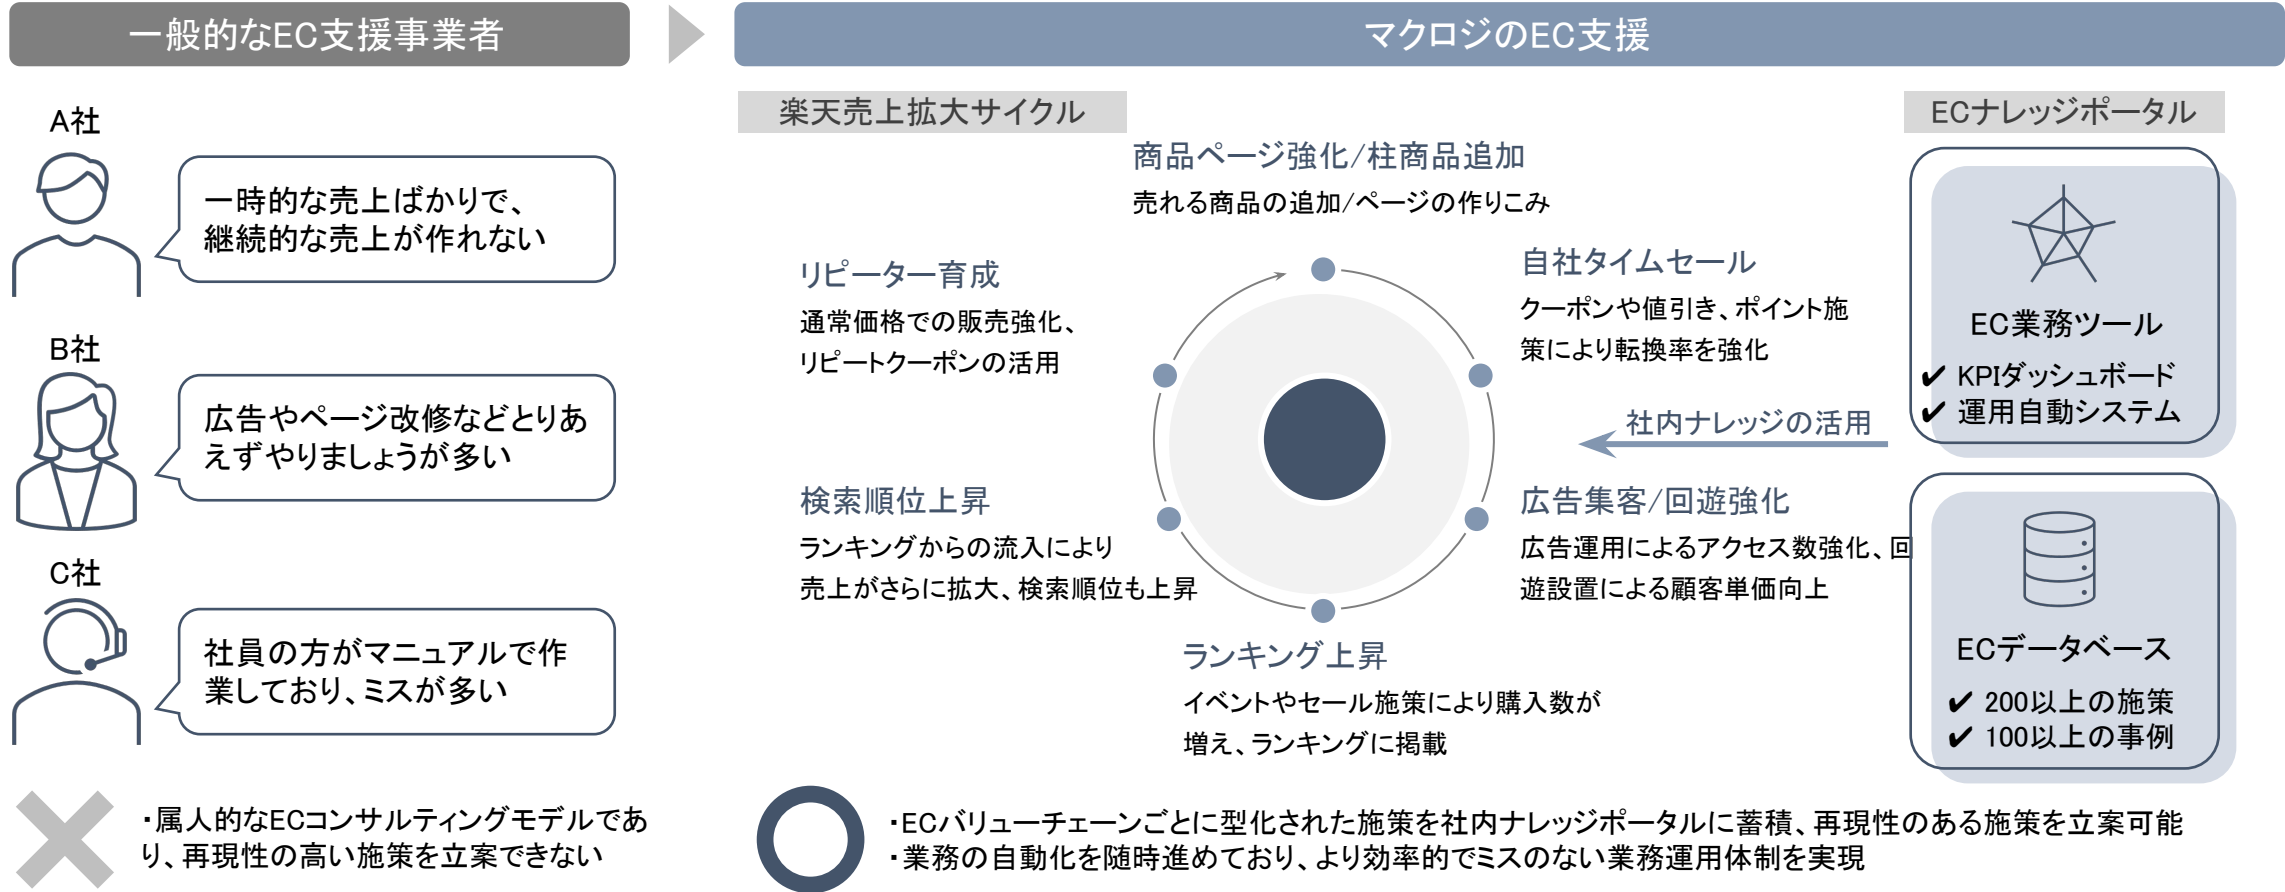 一般的なEC支援事業者
A社
一時的な売上ばかりで、
継続的な売上が作れない
B社
広告やページ改修などとりあ
えずやりましょうが多い
C社
社員の方がマニュアルで作
業しており、ミスが多い
・属人的なECコンサルティングモデルであ
り、再現性の高い施策を立案できない
マクロジのEC支援
楽天売上拡大サイクル
商品ページ強化/柱商品追加
売れる商品の追加/ページの作りこみ
自社タイムセール
クーポンや値引き、ポイント施
策により転換率を強化
広告集客/回遊強化
広告運用によるアクセス数強化、回
遊設置による顧客単価向上
ランキング上昇
イベントやセール施策により購入数が
増え、ランキングに掲載
検索順位上昇
ランキングからの流入により
売上がさらに拡大、検索順位も上昇
リピーター育成
通常価格での販売強化、
リピートクーポンの活用
社内ナレッジの活用
ECナレッジポータル
EC業務ツール
✔ KPIダッシュボード
✔ 運用自動システム
ECデータベース
✔ 200以上の施策
✔ 100以上の事例
・ECバリューチェーンごとに型化された施策を社内ナレッジポータルに蓄積、再現性のある施策を立案可能
・業務の自動化を随時進めており、より効率的でミスのない業務運用体制を実現